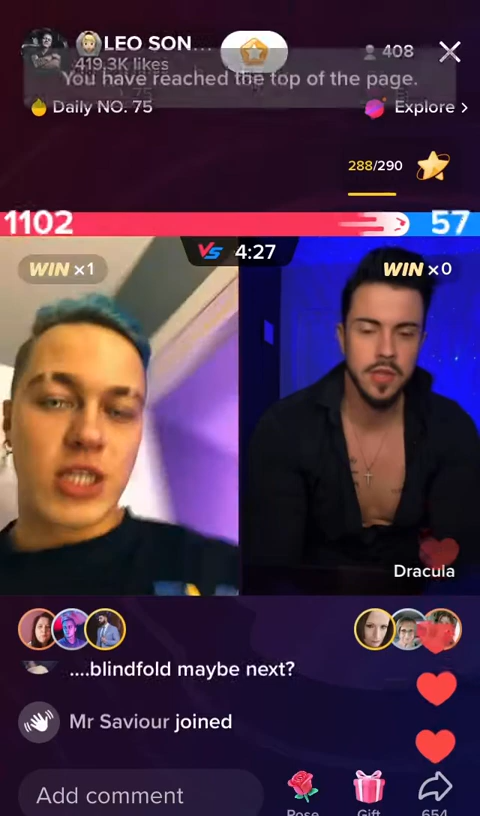 LEO SON...
419.3K likes
408
You have reached the top of the page.
Daily NO. 75
Explore >
288/290
1102
57
VS 4:27
WIN x1
WIN x0
Dracula
....blindfold maybe next?
Mr Saviour joined
Add comment
Rose
Gift
654